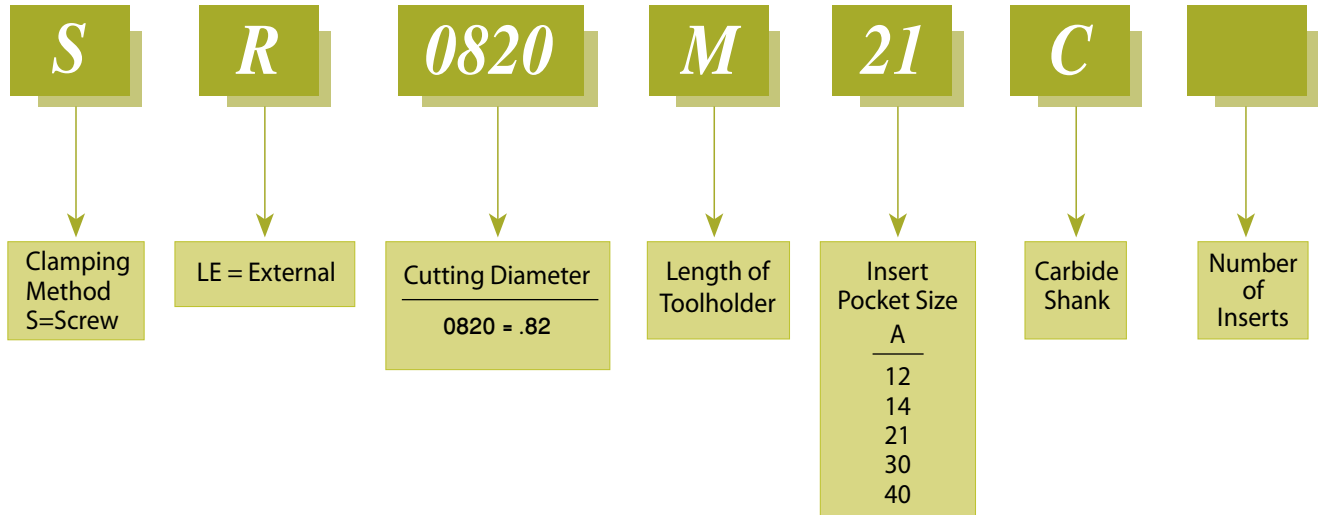 S R 0820 M 21 C
Clamping
Method
S=Screw
LE = External
Cutting Diameter
0820 = .82
Length of
Toolholder
Insert
Pocket Size
A
12
14
21
30
40
Carbide
Shank
Number
of
Inserts